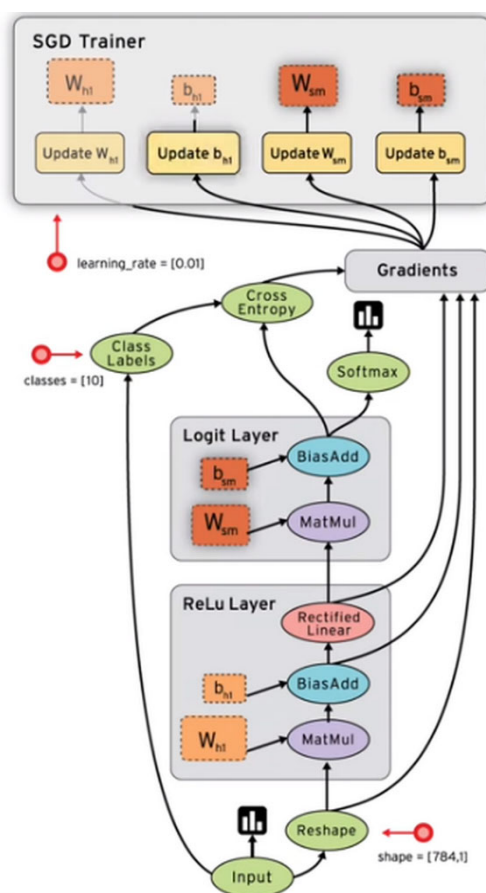 SGD Trainer
Wh1
bh1
Wsm
bsm
Update Wh1
Update bh1
Update Wsm
Update bsm
learning_rate = [0.01]
Gradients
Cross
Entropy
Class
Labels
classes = [10]
Softmax
Logit Layer
BiasAdd
bsm
Wsm
MatMul
ReLu Layer
Rectified
Linear
BiasAdd
bh1
Wh1
MatMul
Reshape
shape = [784,1]
Input